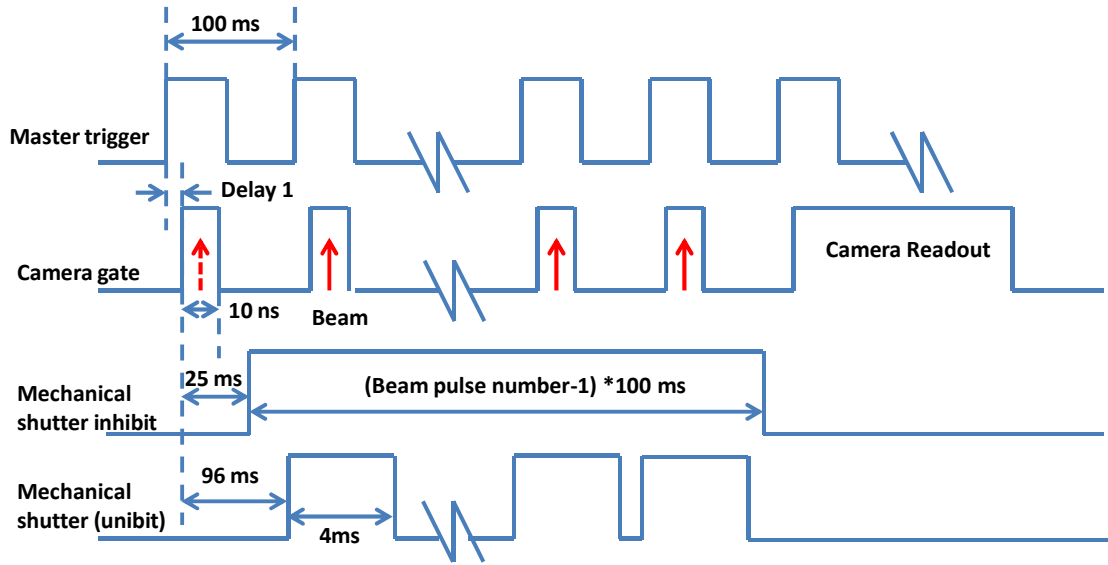 100 ms
Master trigger
Delay 1
Camera gate
Camera Readout
10 ns
Beam
25 ms
(Beam pulse number-1) *100 ms
Mechanical
shutter inhibit
96 ms
Mechanical
shutter (unibit)
4ms